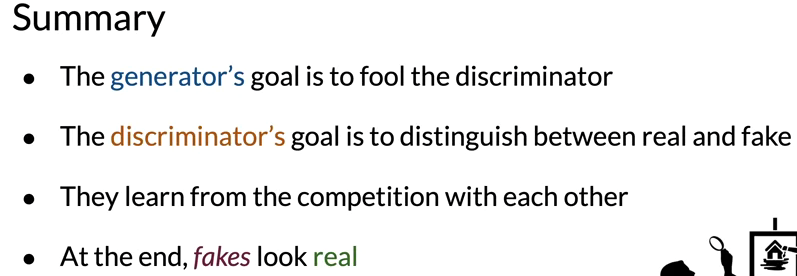 Summary
● The generator's goal is to fool the discriminator
● The discriminator's goal is to distinguish between real and fake
● They learn from the competition with each other
● At the end, fakes look real